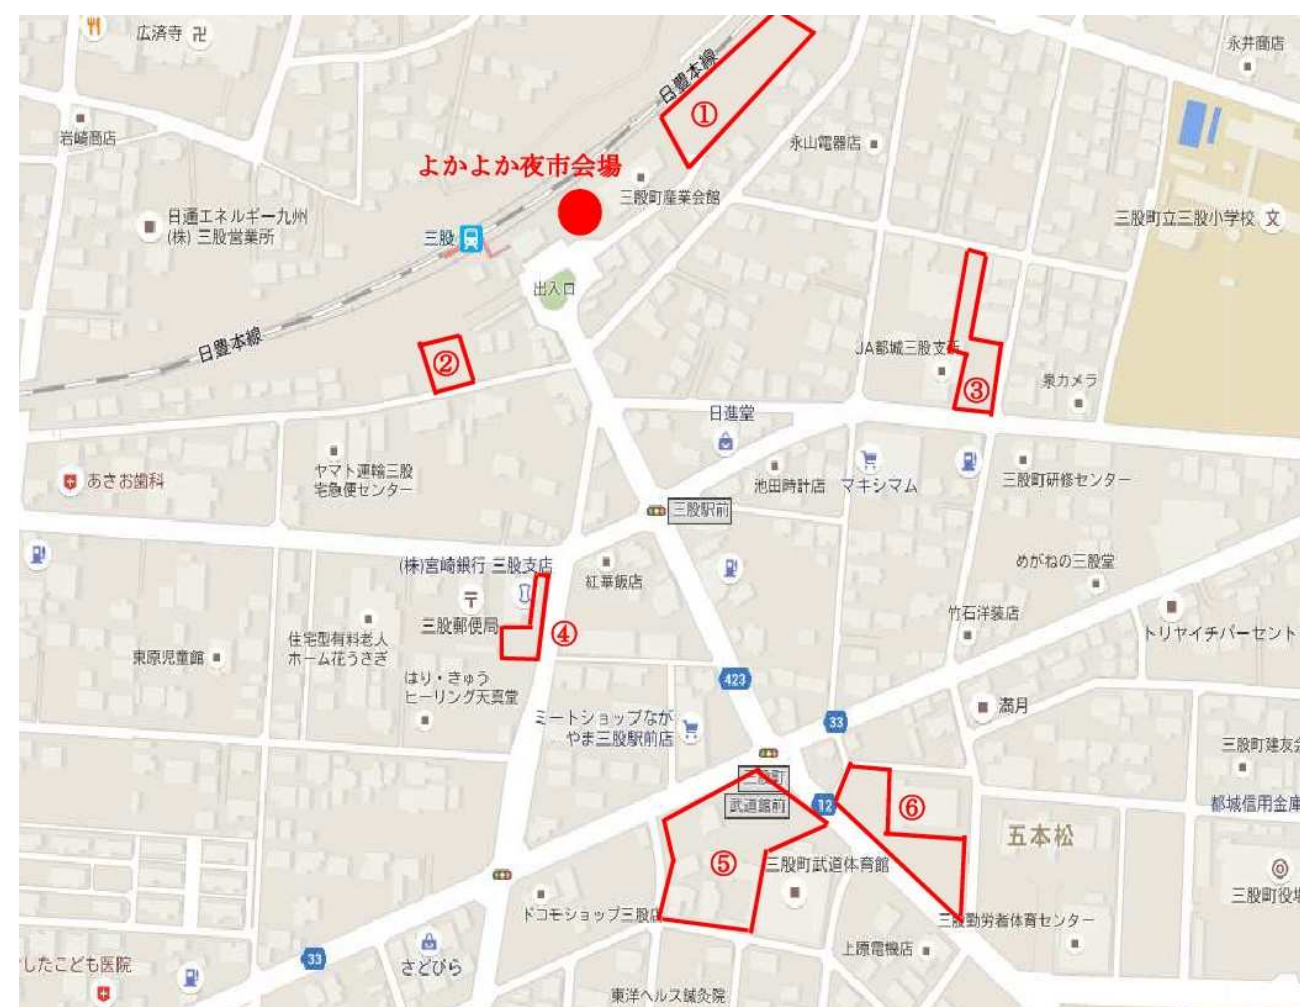 広済寺
永井商店
日豊本線
①
岩崎商店
永山電器店
よかよか夜市会場
三股町産業会館
日通エネルギー九州
(株) 三股営業所
三股
三股町立三股小学校
文
出入口
日豊本線
②
JA都城三股支所
③
泉カメラ
日進堂
あさお歯科
ヤマト運輸三股
宅急便センター
池田時計店
マキシマム
三股町研修センター
三股駅前
(株)宮崎銀行 三股支店
紅華飯店
めがねの三股堂
竹石洋装店
トリヤイチパーセント
三股郵便局
④
東原児童館
住宅型有料老人
ホーム花うさぎ
はり・きゅう
ヒーリング天真堂
423
満月
33
ミートショップなが
やま三股駅前店
三股町建友会
三股町
武道館前
12
⑥
都城信用金庫
五本松
⑤
三股町武道体育館
三股町役場
ドコモショップ三股店
三股勤労者体育センター
上原電機店
さとびら
33
したこども医院
東洋ヘルス鍼灸院